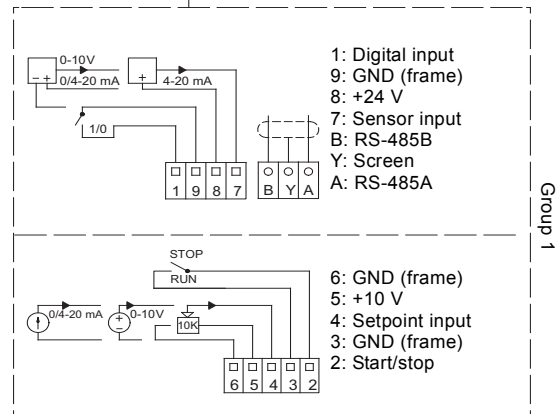 0-10V
- +
0/4-20 mA
+
4-20 mA
1/0
1 9 8 7
B Y A
1: Digital input
9: GND (frame)
8: +24 V
7: Sensor input
B: RS-485B
Y: Screen
A: RS-485A
Group 1
STOP
RUN
0/4-20 mA
+
-
0-10V
10K
6 5 4 3 2
6: GND (frame)
5: +10 V
4: Setpoint input
3: GND (frame)
2: Start/stop